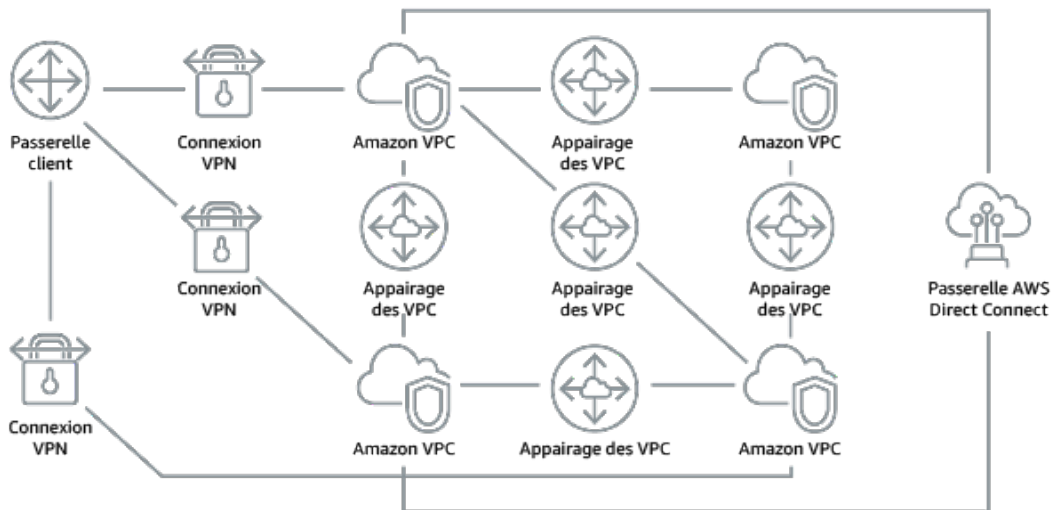 Passerelle
client
Connexion
VPN
Amazon VPC
Appairage
des VPC
Amazon VPC
Connexion
VPN
Appairage
des VPC
Appairage
des VPC
Appairage
des VPC
Passerelle AWS
Direct Connect
Connexion
VPN
Amazon VPC
Appairage des VPC
Amazon VPC